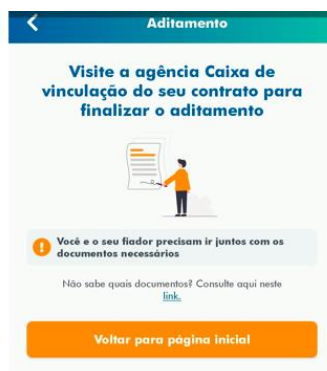 Aditamento
Visite a agência Caixa de
vinculação do seu contrato para
finalizar o aditamento
Você e o seu fiador precisam ir juntos com os
documentos necessários
Não sabe quais documentos? Consulte aqui neste
link.
Voltar para página inicial